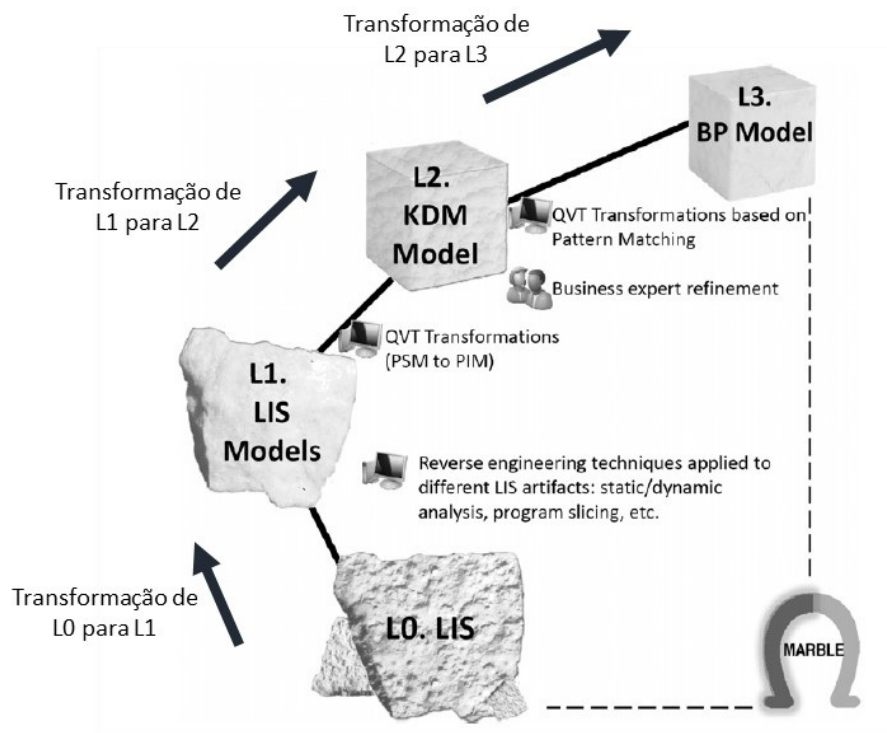 Transformação de
L2 para L3
L3.
BP Model
L2.
KDM
Model
Transformação de
L1 para L2
QVT Transformations based on
Pattern Matching
Business expert refinement
QVT Transformations
(PSM to PIM)
L1.
LIS
Models
Reverse engineering techniques applied to
different LIS artifacts: static/dynamic
analysis, program slicing, etc.
Transformação de
L0 para L1
L0. LIS
MARBLE